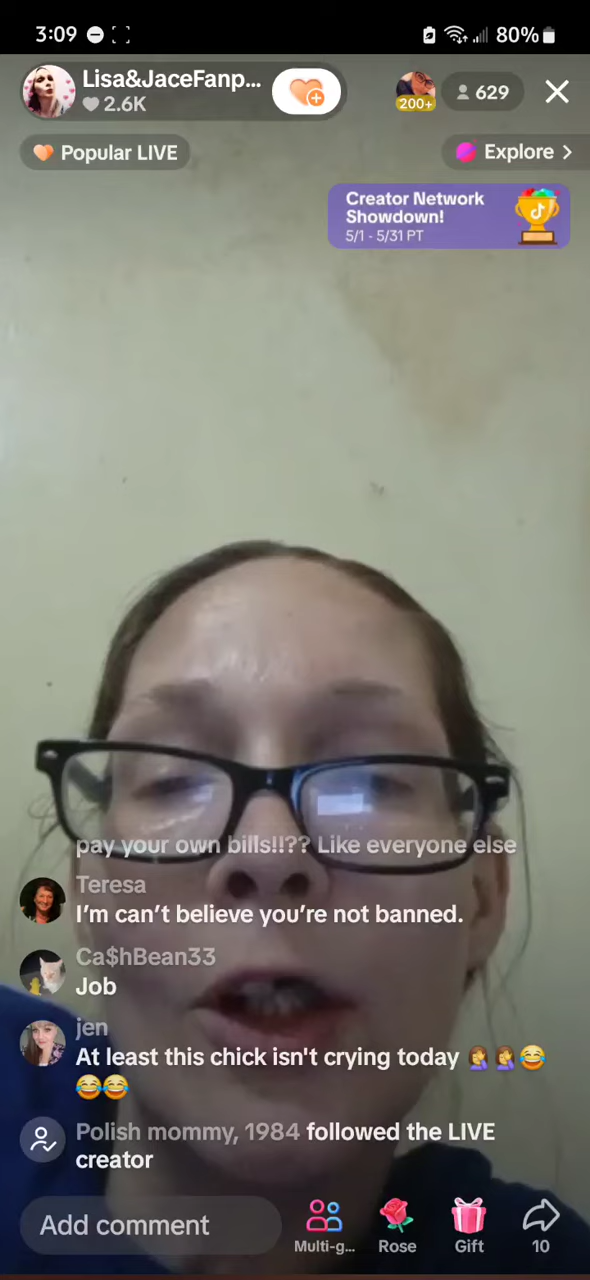 3:09
80%
Lisa&JaceFanp...
2.6K
200+
629
Popular LIVE
Explore >
Creator Network
Showdown!
5/1 - 5/31 PT
pay your own bills!!?? Like everyone else
Teresa
I'm can't believe you're not banned.
Ca$hBean33
Job
jen
At least this chick isn't crying today 🤦‍♀️🤦‍♀️😂
😂😂
Polish mommy, 1984 followed the LIVE
creator
Add comment
Multi-g...
Rose
Gift
10